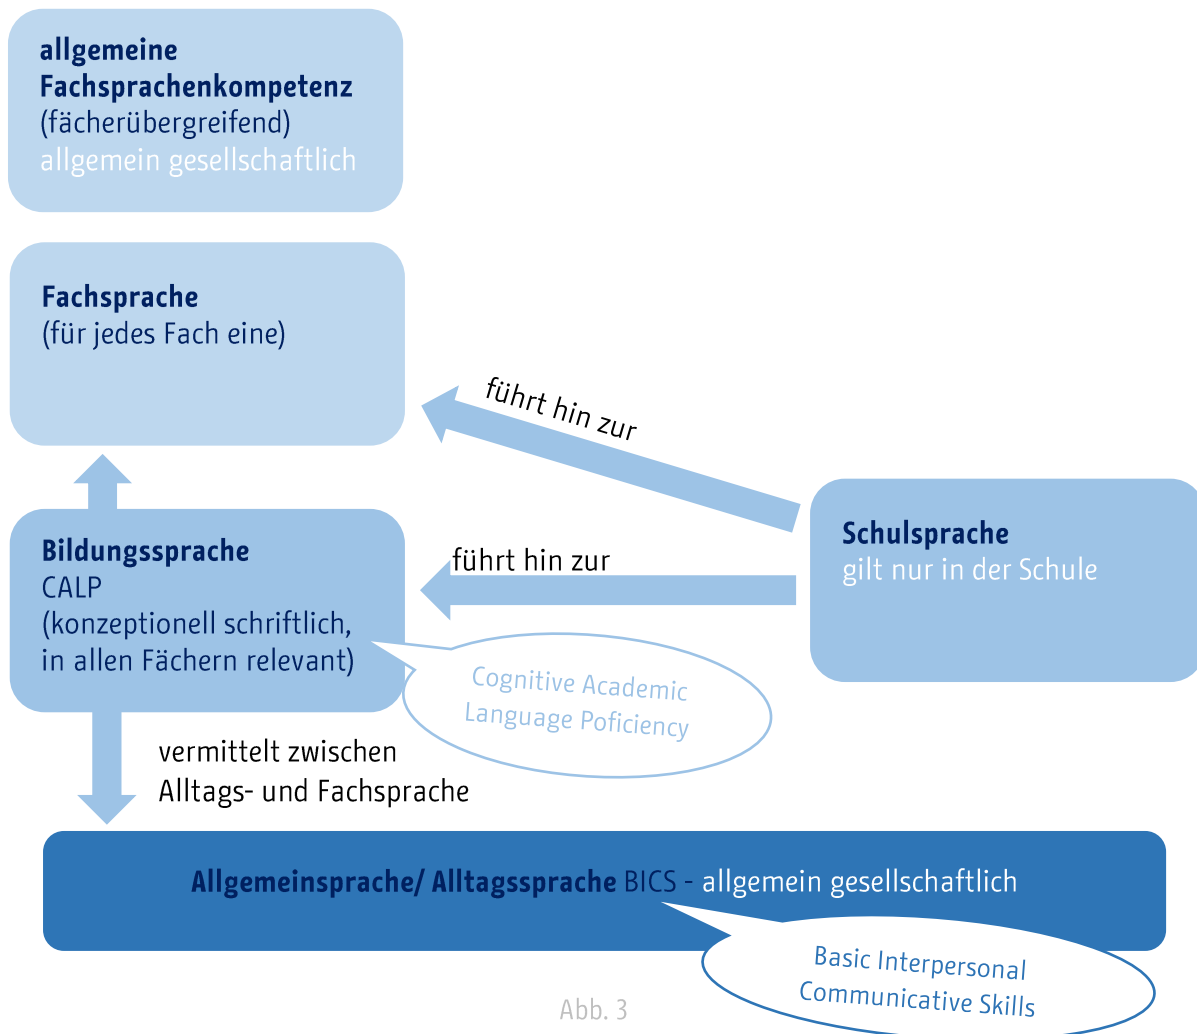 allgemeine
Fachsprachenkompetenz
(fächerübergreifend)
allgemein gesellschaftlich
Fachsprache
(für jedes Fach eine)
führt hin zur
Schulsprache
gilt nur in der Schule
Bildungssprache
CALP
(konzeptionell schriftlich,
in allen Fächern relevant)
führt hin zur
Cognitive Academic
Language Poficiency
vermittelt zwischen
Alltags- und Fachsprache
Allgemeinsprache/ Alltagssprache BICS - allgemein gesellschaftlich
Basic Interpersonal
Communicative Skills
Abb. 3